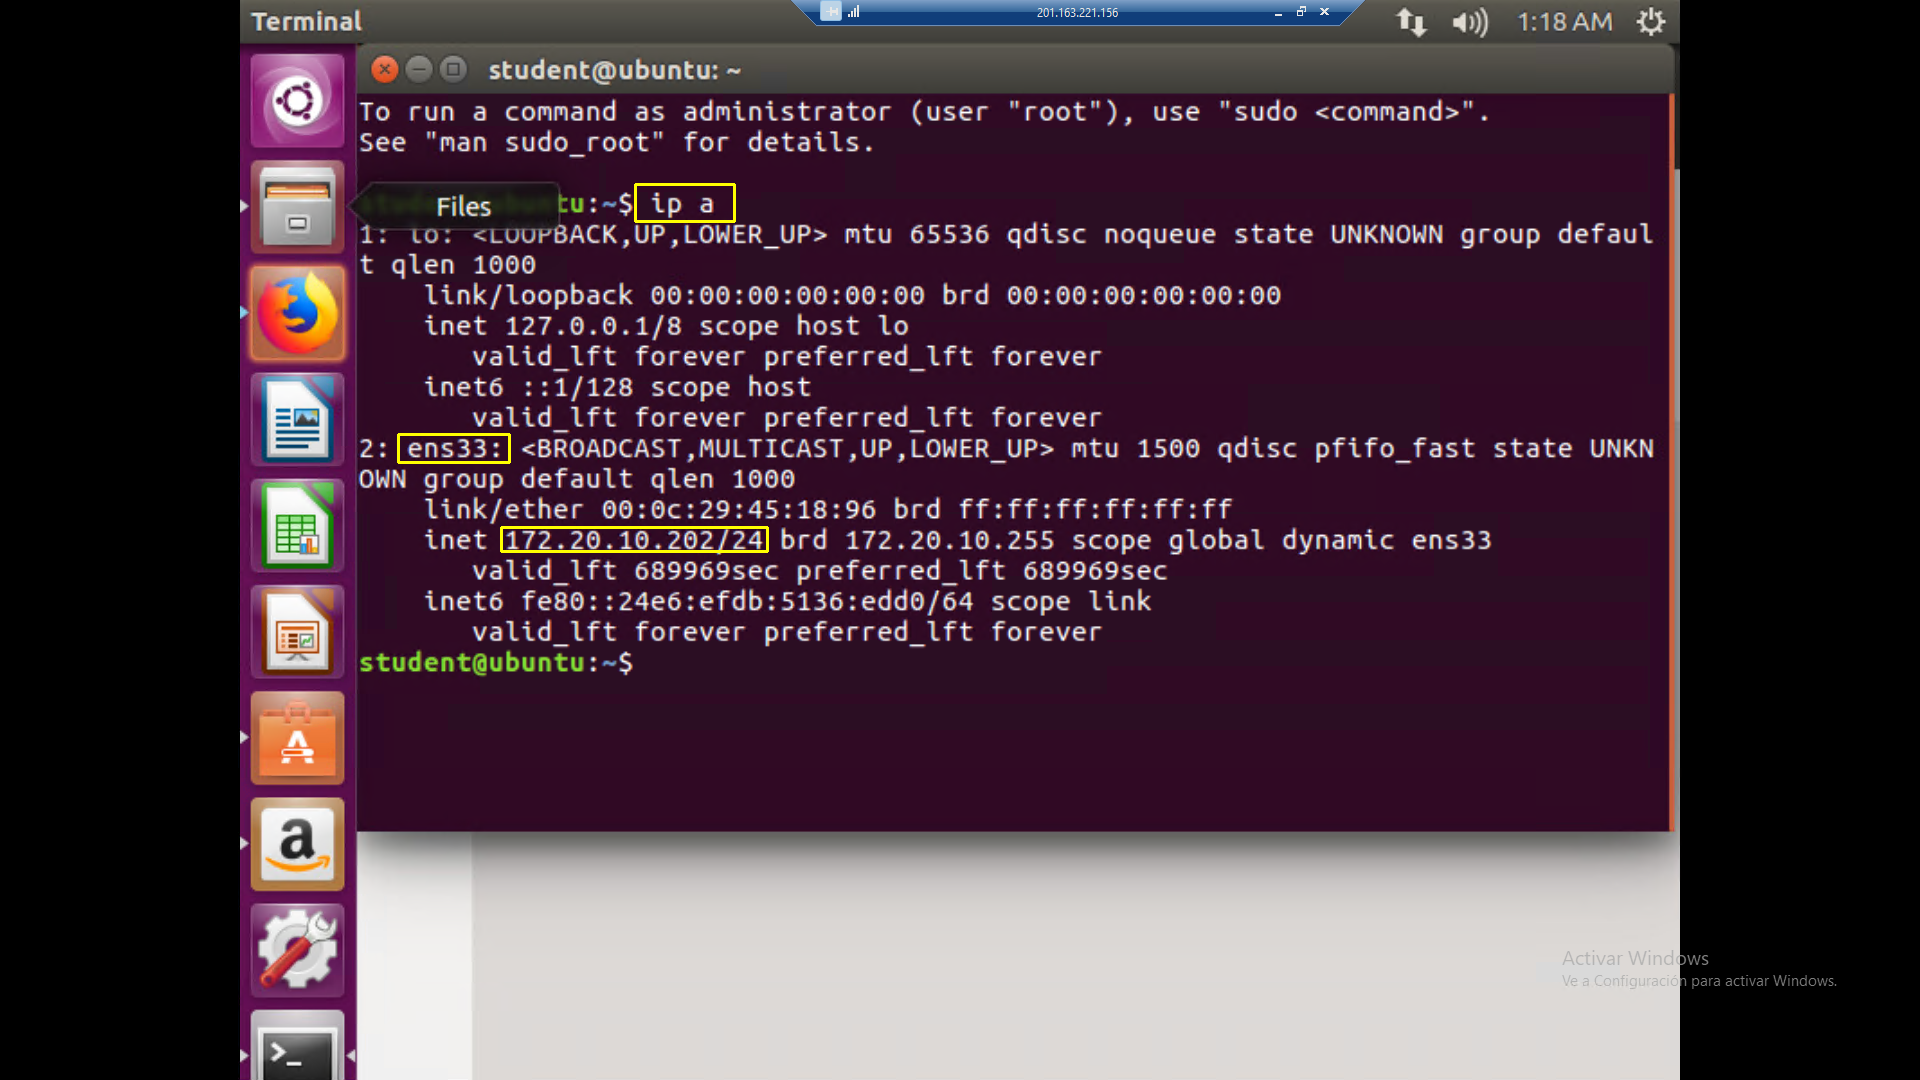 Terminal
201.163.221.156
1:18 AM
student@ubuntu: ~
To run a command as administrator (user "root"), use "sudo <command>".
See "man sudo_root" for details.
Files
tu:~$ ip a
1: lo: <LOOPBACK,UP,LOWER_UP> mtu 65536 qdisc noqueue state UNKNOWN group defaul
t qlen 1000
link/loopback 00:00:00:00:00:00 brd 00:00:00:00:00:00
inet 127.0.0.1/8 scope host lo
valid_lft forever preferred_lft forever
inet6 ::1/128 scope host
valid_lft forever preferred_lft forever
2: ens33: <BROADCAST,MULTICAST,UP,LOWER_UP> mtu 1500 qdisc pfifo_fast state UNKN
OWN group default qlen 1000
link/ether 00:0c:29:45:18:96 brd ff:ff:ff:ff:ff:ff
inet 172.20.10.202/24 brd 172.20.10.255 scope global dynamic ens33
valid_lft 689969sec preferred_lft 689969sec
inet6 fe80::24e6:efdb:5136:edd0/64 scope link
valid_lft forever preferred_lft forever
student@ubuntu:~$
Activar Windows
Ve a Configuración para activar Windows.